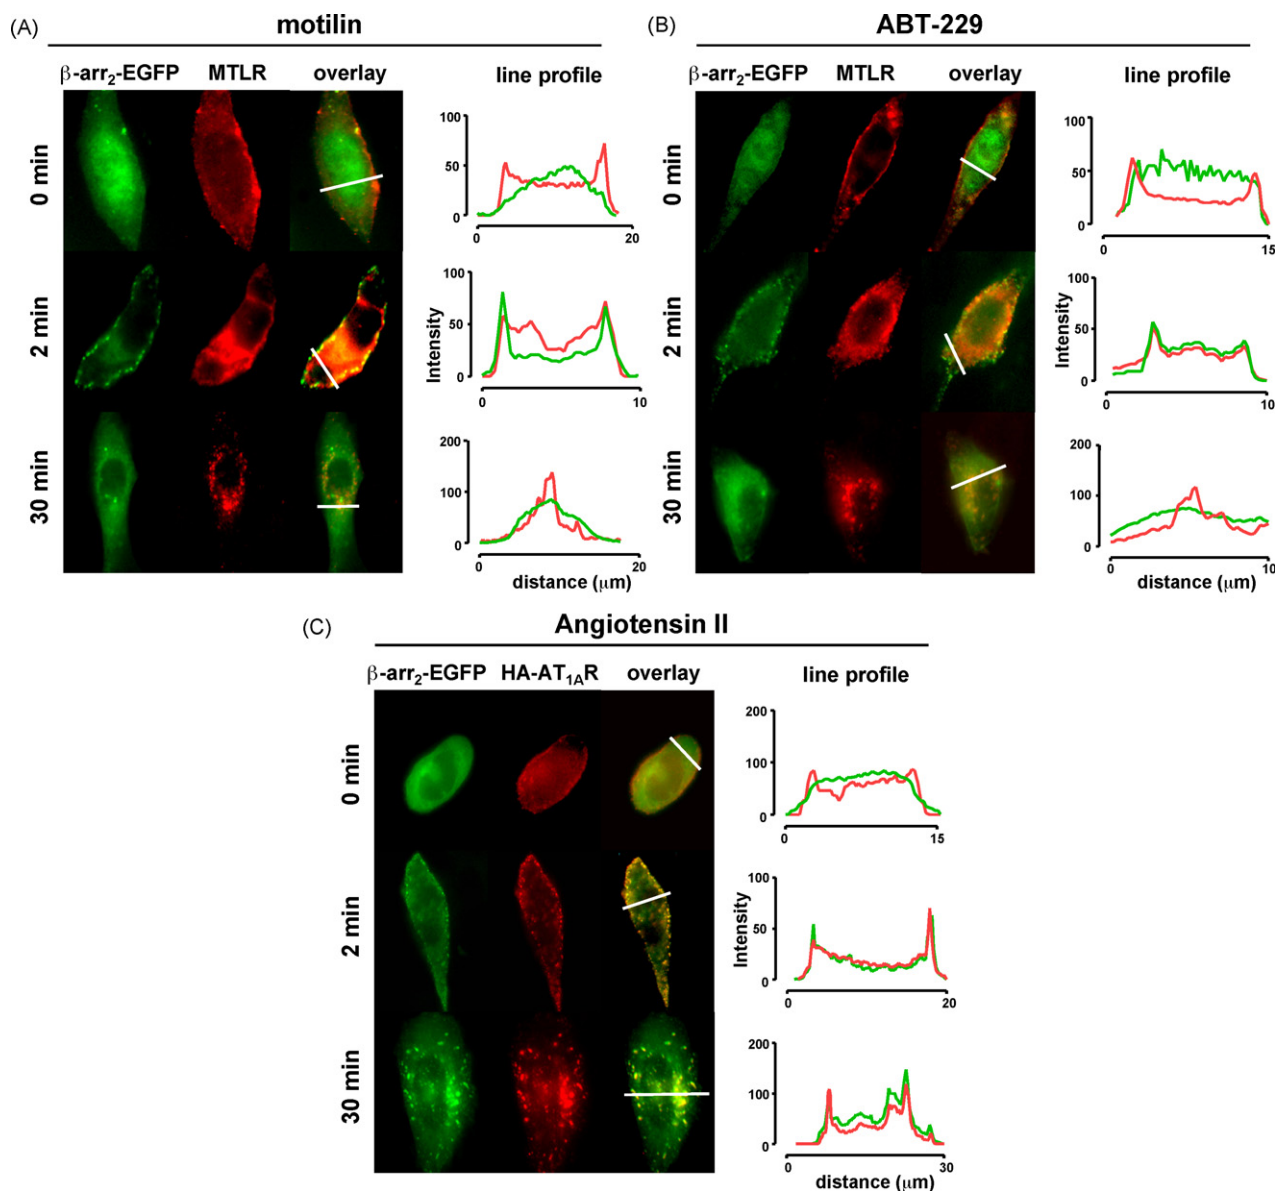 (A) motilin
β-arr₂-EGFP MTLR overlay line profile
0 min
100
50
0
0 20
2 min
Intensity
100
50
0
0 10
30 min
200
100
0
0 20
distance (μm)
(B) ABT-229
β-arr₂-EGFP MTLR overlay line profile
0 min
100
50
0
0 15
2 min
100
50
0
0 10
30 min
200
100
0
0 10
distance (μm)
(C) Angiotensin II
β-arr₂-EGFP HA-AT₁ₐR overlay line profile
0 min
200
100
0
0 15
2 min
Intensity
100
50
0
0 20
30 min
200
100
0
0 30
distance (μm)